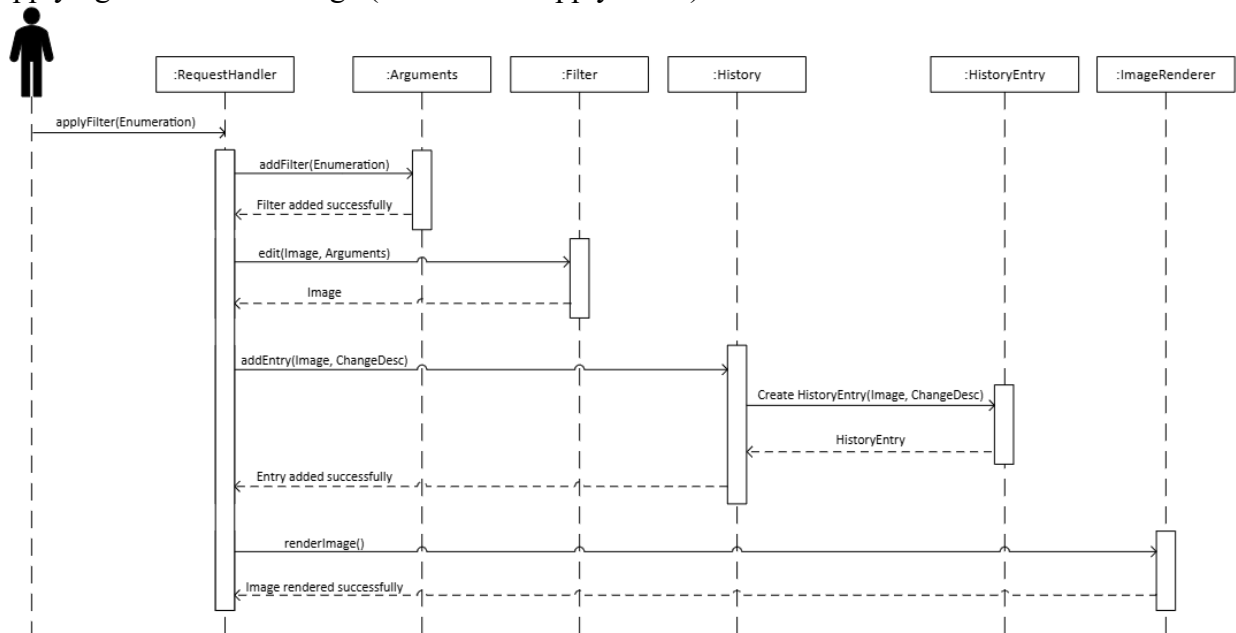 :RequestHandler
:Arguments
:Filter
:History
:HistoryEntry
:ImageRenderer
applyFilter(Enumeration)
addFilter(Enumeration)
Filter added successfully
edit(Image, Arguments)
Image
addEntry(Image, ChangeDesc)
Create HistoryEntry(Image, ChangeDesc)
HistoryEntry
Entry added successfully
renderImage()
Image rendered successfully